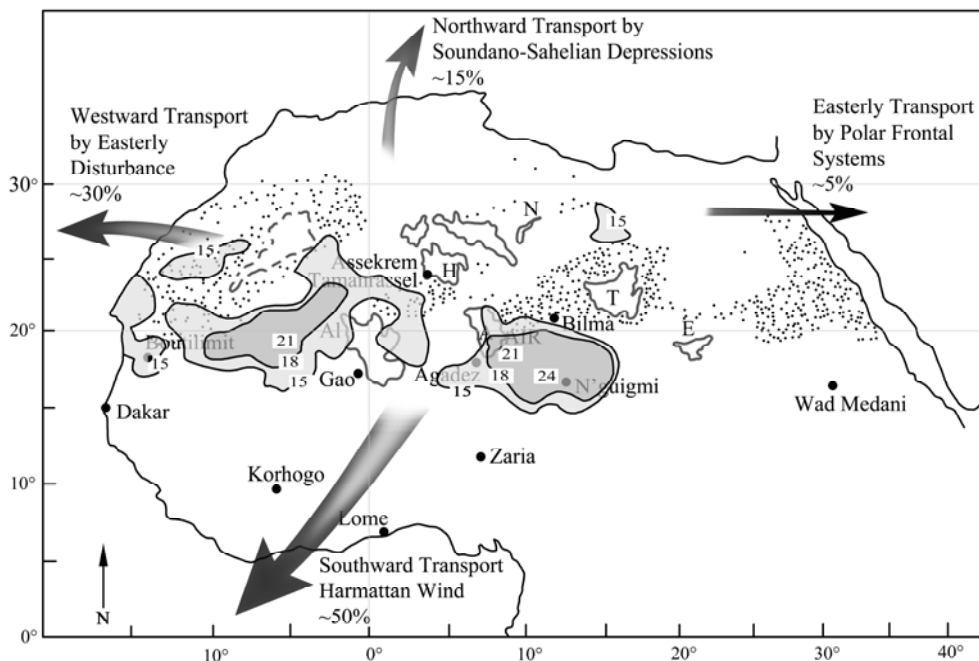 Northward Transport by
Soundano-Sahelian Depressions
~15%
Westward Transport
by Easterly
Disturbance
~30%
Easterly Transport
by Polar Frontal
Systems
~5%
30°
N
15
15
Assekrem
H
Tamanrassel
T
20°
Bilma
E
AI
AIR
Boutilimit
21
21
15
18
Agadez
18
24
N'guigmi
15
Gao
15
Wad Medani
Dakar
Zaria
Korhogo
10°
Lome
Southward Transport
Harmattan Wind
~50%
N
0°
10°
0°
10°
20°
30°
40°